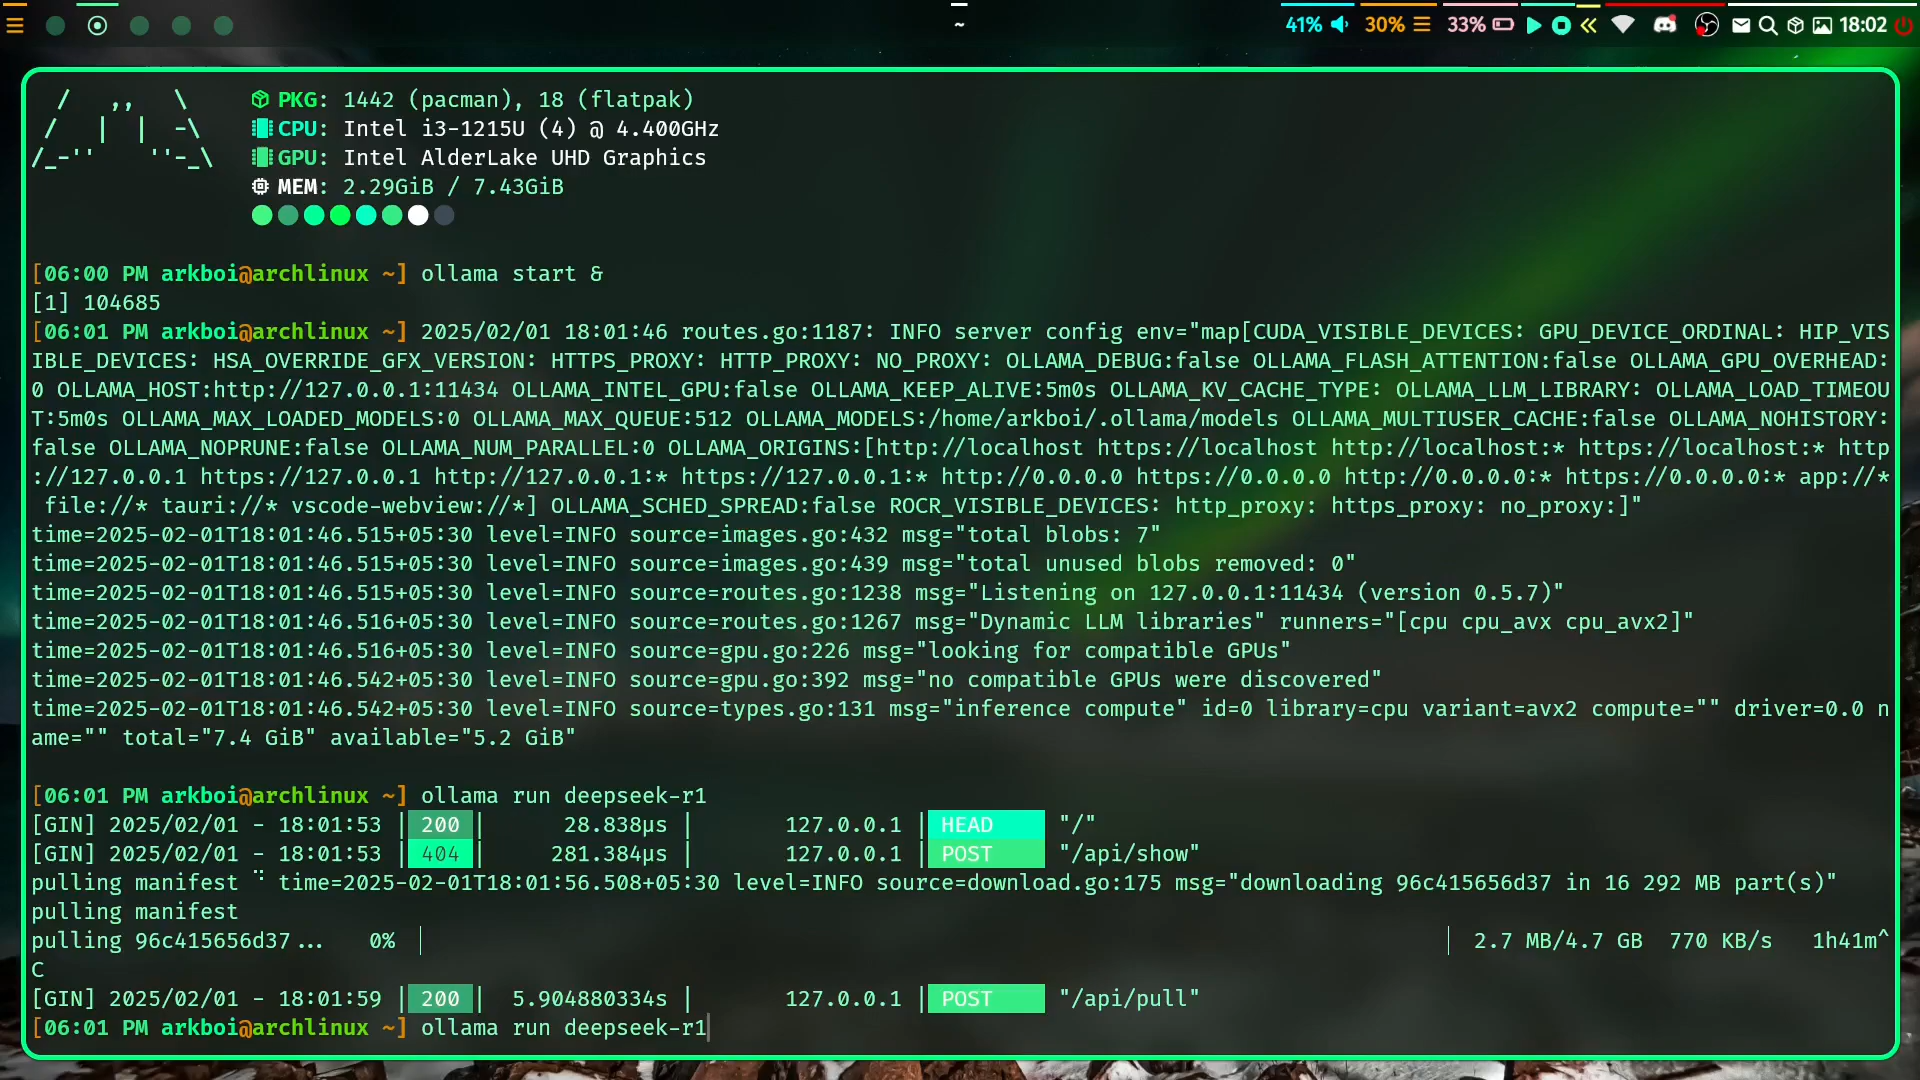 ~
41% 30% 33% 18:02
PKG: 1442 (pacman), 18 (flatpak)
CPU: Intel i3-1215U (4) @ 4.400GHz
GPU: Intel AlderLake UHD Graphics
MEM: 2.29GiB / 7.43GiB
[06:00 PM arkboi@archlinux ~] ollama start &
[1] 104685
[06:01 PM arkboi@archlinux ~] 2025/02/01 18:01:46 routes.go:1187: INFO server config env="map[CUDA_VISIBLE_DEVICES: GPU_DEVICE_ORDINAL: HIP_VIS
IBLE_DEVICES: HSA_OVERRIDE_GFX_VERSION: HTTPS_PROXY: HTTP_PROXY: NO_PROXY: OLLAMA_DEBUG:false OLLAMA_FLASH_ATTENTION:false OLLAMA_GPU_OVERHEAD:
0 OLLAMA_HOST:http://127.0.0.1:11434 OLLAMA_INTEL_GPU:false OLLAMA_KEEP_ALIVE:5m0s OLLAMA_KV_CACHE_TYPE: OLLAMA_LLM_LIBRARY: OLLAMA_LOAD_TIMEOU
T:5m0s OLLAMA_MAX_LOADED_MODELS:0 OLLAMA_MAX_QUEUE:512 OLLAMA_MODELS:/home/arkboi/.ollama/models OLLAMA_MULTIUSER_CACHE:false OLLAMA_NOHISTORY:
false OLLAMA_NOPRUNE:false OLLAMA_NUM_PARALLEL:0 OLLAMA_ORIGINS:[http://localhost https://localhost http://localhost:* https://localhost:* http
://127.0.0.1 https://127.0.0.1 http://127.0.0.1:* https://127.0.0.1:* http://0.0.0.0 https://0.0.0.0 http://0.0.0.0:* https://0.0.0.0:* app://*
file://* tauri://* vscode-webview://*] OLLAMA_SCHED_SPREAD:false ROCR_VISIBLE_DEVICES: http_proxy: https_proxy: no_proxy:]"
time=2025-02-01T18:01:46.515+05:30 level=INFO source=images.go:432 msg="total blobs: 7"
time=2025-02-01T18:01:46.515+05:30 level=INFO source=images.go:439 msg="total unused blobs removed: 0"
time=2025-02-01T18:01:46.515+05:30 level=INFO source=routes.go:1238 msg="Listening on 127.0.0.1:11434 (version 0.5.7)"
time=2025-02-01T18:01:46.516+05:30 level=INFO source=routes.go:1267 msg="Dynamic LLM libraries" runners="[cpu cpu_avx cpu_avx2]"
time=2025-02-01T18:01:46.516+05:30 level=INFO source=gpu.go:226 msg="looking for compatible GPUs"
time=2025-02-01T18:01:46.542+05:30 level=INFO source=gpu.go:392 msg="no compatible GPUs were discovered"
time=2025-02-01T18:01:46.542+05:30 level=INFO source=types.go:131 msg="inference compute" id=0 library=cpu variant=avx2 compute="" driver=0.0 n
ame="" total="7.4 GiB" available="5.2 GiB"
[06:01 PM arkboi@archlinux ~] ollama run deepseek-r1
[GIN] 2025/02/01 - 18:01:53 | 200 | 28.838µs | 127.0.0.1 | HEAD "/"
[GIN] 2025/02/01 - 18:01:53 | 404 | 281.384µs | 127.0.0.1 | POST "/api/show"
pulling manifest ⠙ time=2025-02-01T18:01:56.508+05:30 level=INFO source=download.go:175 msg="downloading 96c415656d37 in 16 292 MB part(s)"
pulling manifest
pulling 96c415656d37... 0% | | 2.7 MB/4.7 GB 770 KB/s 1h41m^
C
[GIN] 2025/02/01 - 18:01:59 | 200 | 5.904880334s | 127.0.0.1 | POST "/api/pull"
[06:01 PM arkboi@archlinux ~] ollama run deepseek-r1